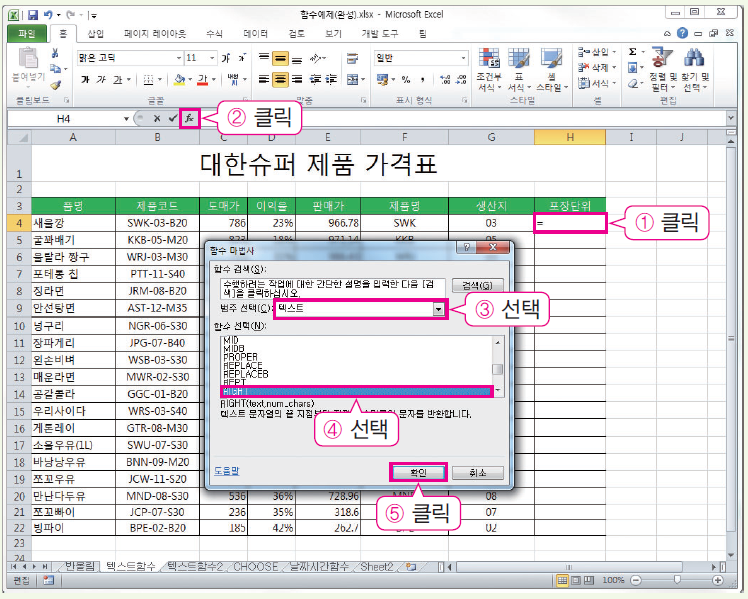 함수예제(완성).xlsx - Microsoft Excel
파일 홈 삽입 페이지 레이아웃 수식 데이터 검토 보기 개발 도구 팀
맑은 고딕 11 일반
붙여넣기
가 가 가
조건부 서식 표 서식 셀 스타일
삽입 삭제 서식
정렬 및 필터 찾기 및 선택
클립보드 글꼴 맞춤 표시 형식 스타일 셀 편집
H4 fx ② 클릭
A B C D E F G H I J
1 대한슈퍼 제품 가격표
2
3 품명 제품코드 도매가 이익율 판매가 제품명 생산지 포장단위
4 새을깡 SWK-03-B20 786 23% 966.78 SWK 03 = ① 클릭
5 굴꽈배기 KKB-05-M20 823 18% 971.14 KKB 05
6 울랄라 짱구 WRJ-03-M30
7 포테통 칩 PTT-11-S40
8 징라면 JRM-08-B20
9 안선탕면 AST-12-M35
10 넝구리 NGR-06-S30
11 장파게리 JPG-07-B40
12 왼손비벼 WSB-03-S30
13 매운라면 MWR-02-S30
14 공갈콜라 GGC-01-B20
15 우리사이다 WRS-03-S40
16 게튼레이 GTR-08-M30
17 소울우유(1L) SWU-07-S30
18 바낭낭우유 BNN-09-M20
19 쪼꼬우유 JCW-11-S20
20 만난다두유 MND-08-S30 536 36% 728.96 MND 08
21 쪼꼬빠이 JCP-07-S30 236 35% 318.6 07
22 빙파이 BPE-02-B20 185 42% 262.7 02
23
24
함수 마법사
함수 검색(S):
수행하려는 작업에 대한 간단한 설명을 입력한 다음 [검색]을 클릭하십시오.
검색(G)
범주 선택(C): 텍스트
③ 선택
함수 선택(N):
MID
MIDB
PROPER
REPLACE
REPLACEB
REPT
RIGHT
RIGHT(text,num_chars)
텍스트 문자열의 끝 지점부터 문자를 반환합니다.
④ 선택
도움말 확인 취소
⑤ 클릭
반올림 텍스트함수 텍스트함수2 CHOOSE 날짜시간함수 Sheet2
편집 100%